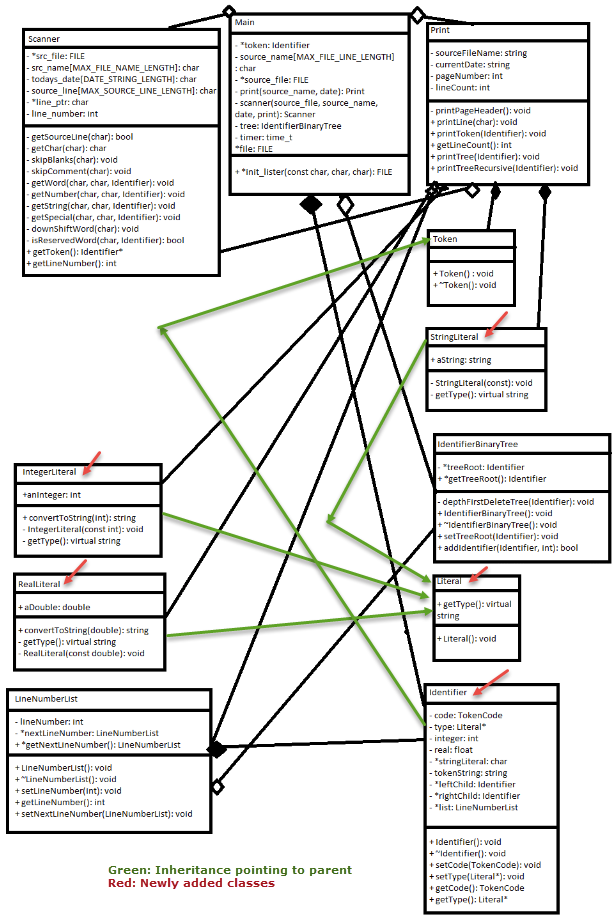 Scanner
- *src_file: FILE
- src_name[MAX_FILE_NAME_LENGTH]: char
- todays_date[DATE_STRING_LENGTH]: char
- source_line[MAX_SOURCE_LINE_LENGTH]: char
- *line_ptr: char
- line_number: int
-getSourceLine(char): bool
-getChar(char): char
-skipBlanks(char): void
-skipComment(char): void
-getWord(char, char, Identifier): void
-getNumber(char, char, Identifier): void
-getString(char, char, Identifier): void
-getSpecial(char, char, Identifier): void
-downShiftWord(char): void
-isReservedWord(char, Identifier): bool
+ getToken(): Identifier*
+ getLineNumber(): int
Main
- *token: Identifier
- source_name[MAX_FILE_LINE_LENGTH]
: char
- *source_file: FILE
- print(source_name, date): Print
- scanner(source_file, source_name,
date, print): Scanner
- tree: IdentifierBinaryTree
- timer: time_t
*file: FILE
+ *init_lister(const char, char, char): FILE
Print
- sourceFileName: string
- currentDate: string
- pageNumber: int
- lineCount: int
- printPageHeader(): void
+ printLine(char): void
+ printToken(Identifier): void
+ getLineCount(): int
+ printTree(Identifier): void
+ printTreeRecursive(Identifier): void
Token
+ Token() : void
+ ~Token(): void
StringLiteral
+ aString: string
- StringLiteral(const): void
- getType(): virtual string
IdentifierBinaryTree
- *treeRoot: Identifier
+ *getTreeRoot(): Identifier
- depthFirstDeleteTree(Identifier): void
+ IdentifierBinaryTree(): void
+ ~IdentifierBinaryTree(): void
+ setTreeRoot(Identifier): void
+ addIdentifier(Identifier, int): bool
IntegerLiteral
+anInteger: int
+ convertToString(int): string
- IntegerLiteral(const int): void
- getType(): virtual string
RealLiteral
+ aDouble: double
+ convertToString(double): string
- getType(): virtual string
- RealLiteral(const double): void
Literal
+ getType(): virtual
string
+ Literal(): void
LineNumberList
- lineNumber: int
- *nextLineNumber: LineNumberList
+ *getNextLineNumber(): LineNumberList
+ LineNumberList(): void
+ ~LineNumberList(): void
+ setLineNumber(int): void
+ getLineNumber(): int
+ setNextLineNumber(LineNumberList): void
Identifier
- code: TokenCode
- type: Literal*
- integer: int
- real: float
- *stringLiteral: char
- tokenString: string
- *leftChild: Identifier
- *rightChild: Identifier
- *list: LineNumberList
+ Identifier(): void
+ ~Identifier(): void
+ setCode(TokenCode): void
+ setType(Literal*): void
+ getCode(): TokenCode
+ getType(): Literal*
Green: Inheritance pointing to parent
Red: Newly added classes